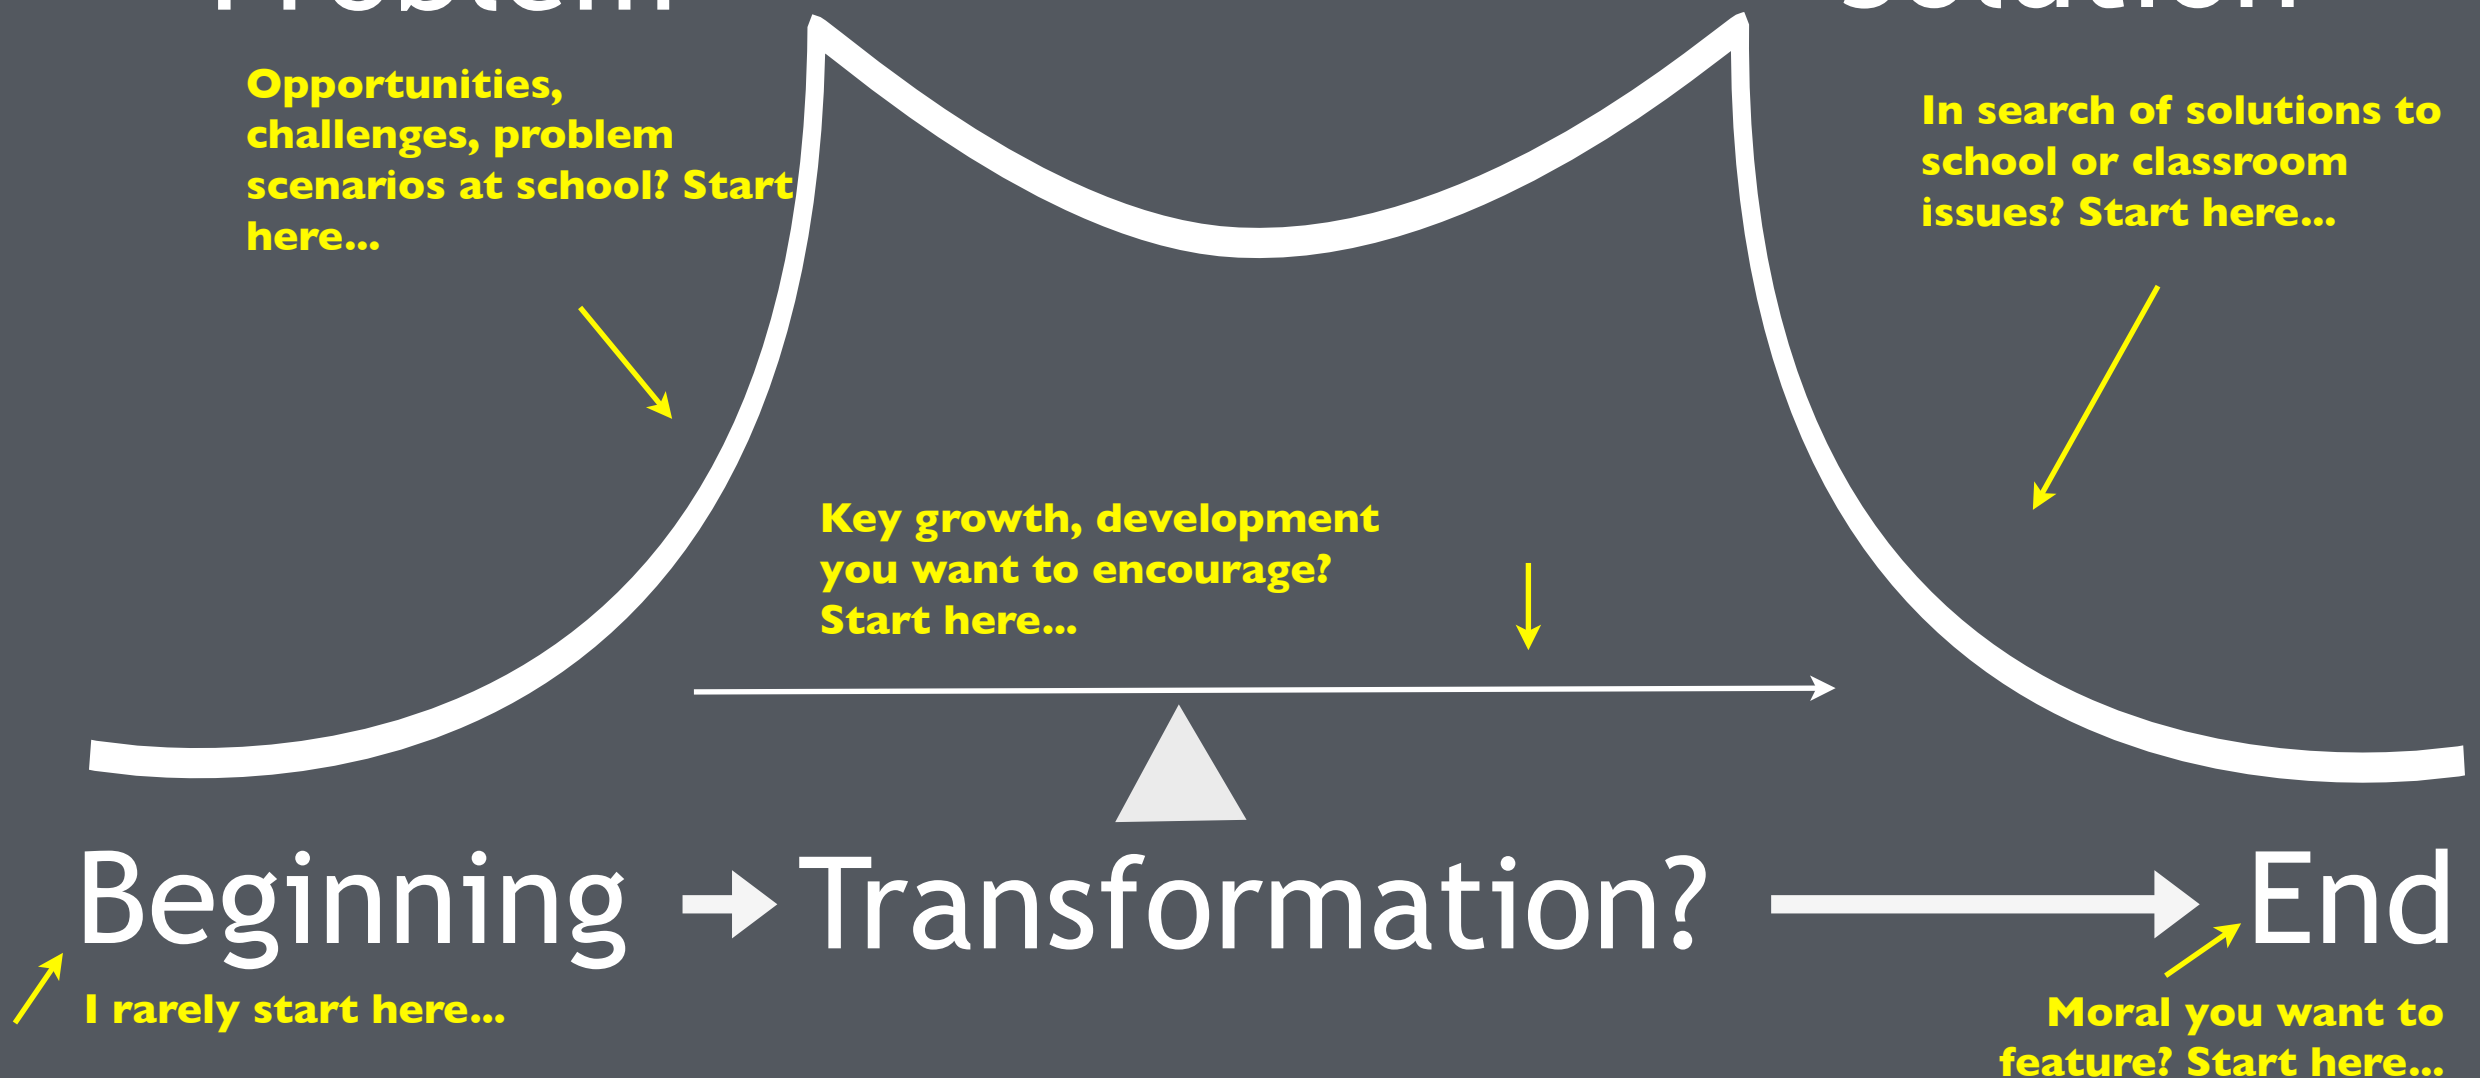 Problem
Solution
Opportunities,
challenges, problem
scenarios at school? Start
here...
In search of solutions to
school or classroom
issues? Start here...
Key growth, development
you want to encourage?
Start here...
Beginning
Transformation?
End
I rarely start here...
Moral you want to
feature? Start here...